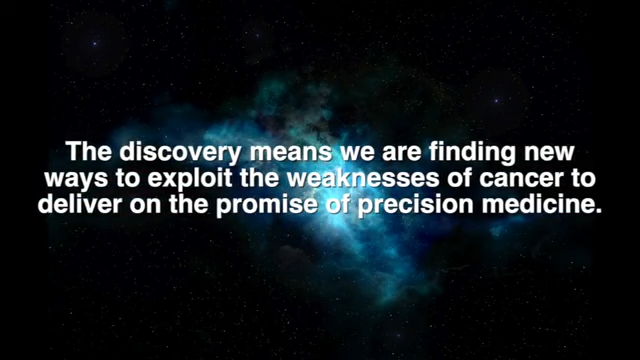 The discovery means we are finding new
ways to exploit the weaknesses of cancer to
deliver on the promise of precision medicine.